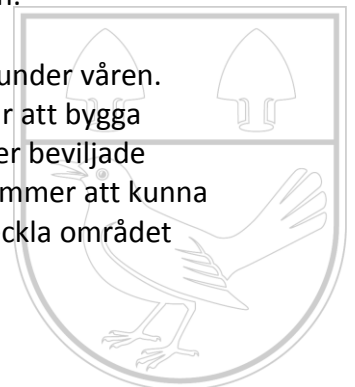 n.
under våren.
r att bygga
er beviljade
mmer att kunna
ckla området